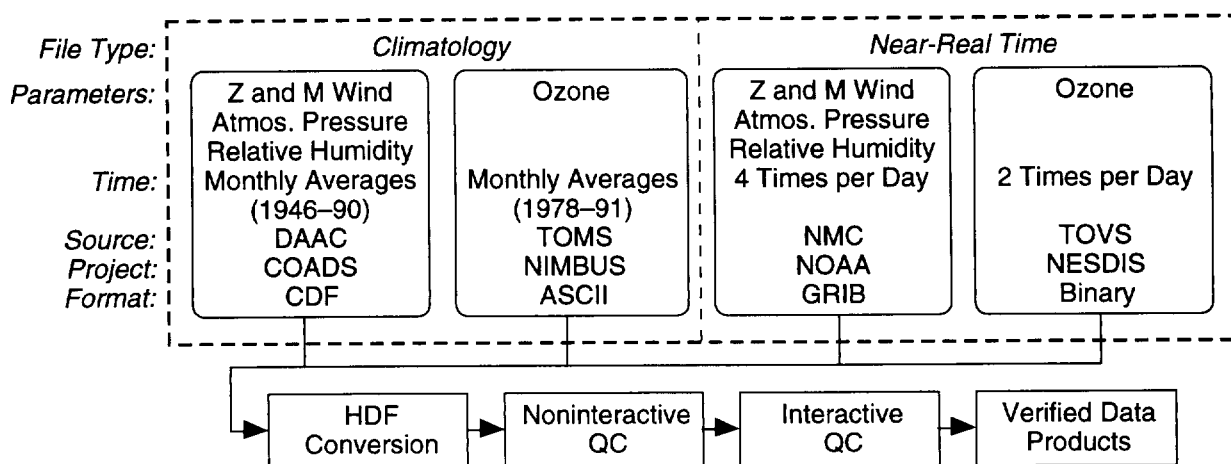 File Type: Climatology Near-Real Time
Parameters: Z and M Wind Ozone Z and M Wind Ozone
Atmos. Pressure Atmos. Pressure
Relative Humidity Relative Humidity
Time: Monthly Averages Monthly Averages 4 Times per Day 2 Times per Day
(1946–90) (1978–91)
Source: DAAC TOMS NMC TOVS
Project: COADS NIMBUS NOAA NESDIS
Format: CDF ASCII GRIB Binary
HDF Noninteractive Interactive Verified Data
Conversion QC QC Products